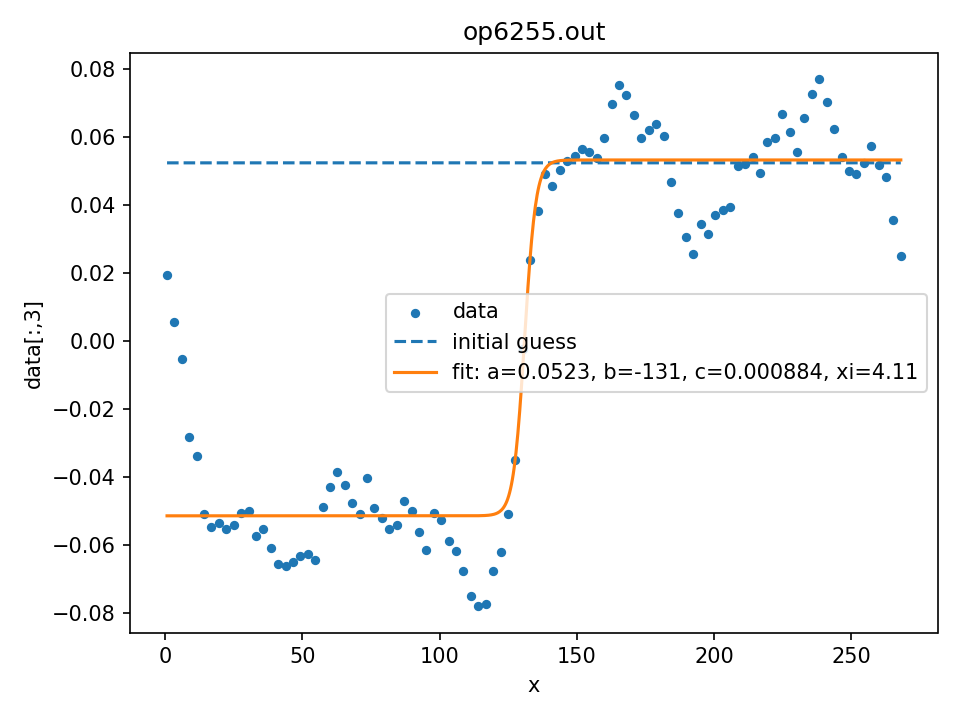 op6255.out
0.08
0.06
0.04
0.02
0.00
−0.02
−0.04
−0.06
−0.08
data[:,3]
data
initial guess
fit: a=0.0523, b=-131, c=0.000884, xi=4.11
0 50 100 150 200 250
x